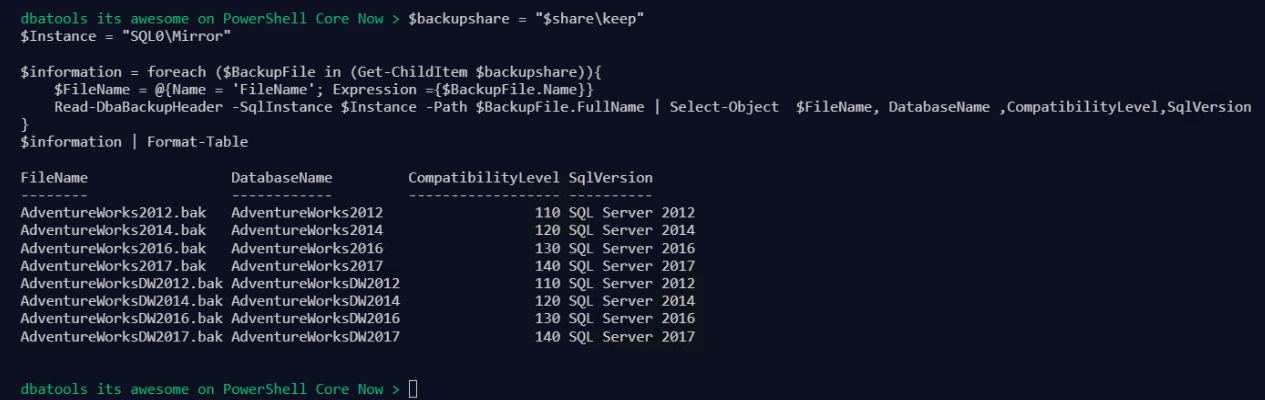 dbatools its awesome on PowerShell Core Now > $backupshare = "$share\keep"
$Instance = "SQL0\Mirror"
$information = foreach ($BackupFile in (Get-ChildItem $backupshare)){
    $FileName = @{Name = 'FileName'; Expression ={$BackupFile.Name}}
    Read-DbaBackupHeader -SqlInstance $Instance -Path $BackupFile.FullName | Select-Object  $FileName, DatabaseName ,CompatibilityLevel,SqlVersion
}
$information | Format-Table
FileName                 DatabaseName         CompatibilityLevel SqlVersion
--------                 ------------         ------------------ ----------
AdventureWorks2012.bak   AdventureWorks2012                  110 SQL Server 2012
AdventureWorks2014.bak   AdventureWorks2014                  120 SQL Server 2014
AdventureWorks2016.bak   AdventureWorks2016                  130 SQL Server 2016
AdventureWorks2017.bak   AdventureWorks2017                  140 SQL Server 2017
AdventureWorksDW2012.bak AdventureWorksDW2012                110 SQL Server 2012
AdventureWorksDW2014.bak AdventureWorksDW2014                120 SQL Server 2014
AdventureWorksDW2016.bak AdventureWorksDW2016                130 SQL Server 2016
AdventureWorksDW2017.bak AdventureWorksDW2017                140 SQL Server 2017
dbatools its awesome on PowerShell Core Now >